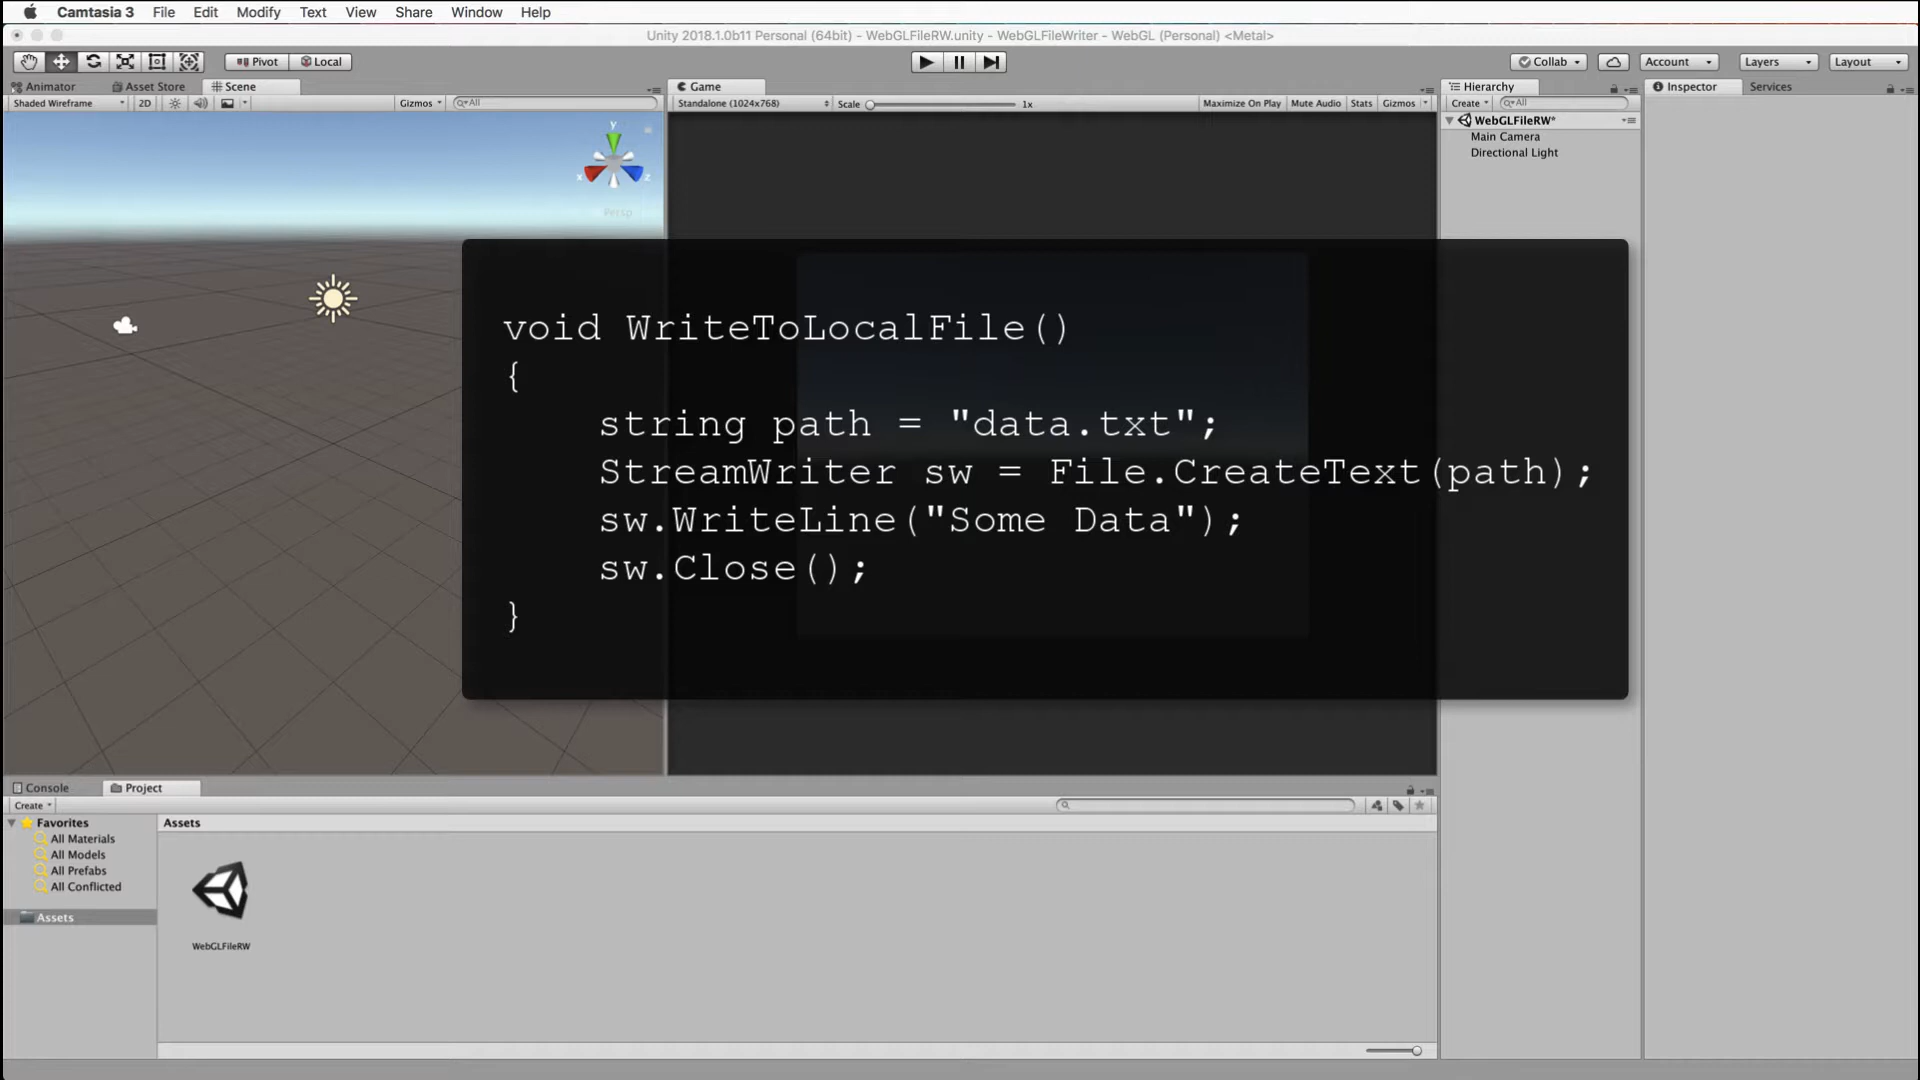 Camtasia 3 File Edit Modify Text View Share Window Help
Unity 2018.1.0b11 Personal (64bit) - WebGLFileRW.unity - WebGLFileWriter - WebGL (Personal) <Metal>
Pivot Local Collab Account Layers Layout
Animator Asset Store Scene Game Hierarchy Inspector Services
Shaded Wireframe 2D Gizmos All Standalone (1024x768) Scale 1x Maximize On Play Mute Audio Stats Gizmos Create All
WebGLFileRW*
Main Camera
Directional Light
y
x z
Persp
void WriteToLocalFile()
{
string path = "data.txt";
StreamWriter sw = File.CreateText(path);
sw.WriteLine("Some Data");
sw.Close();
}
Console Project
Create
Favorites Assets
All Materials
All Models
All Prefabs
All Conflicted
Assets
WebGLFileRW